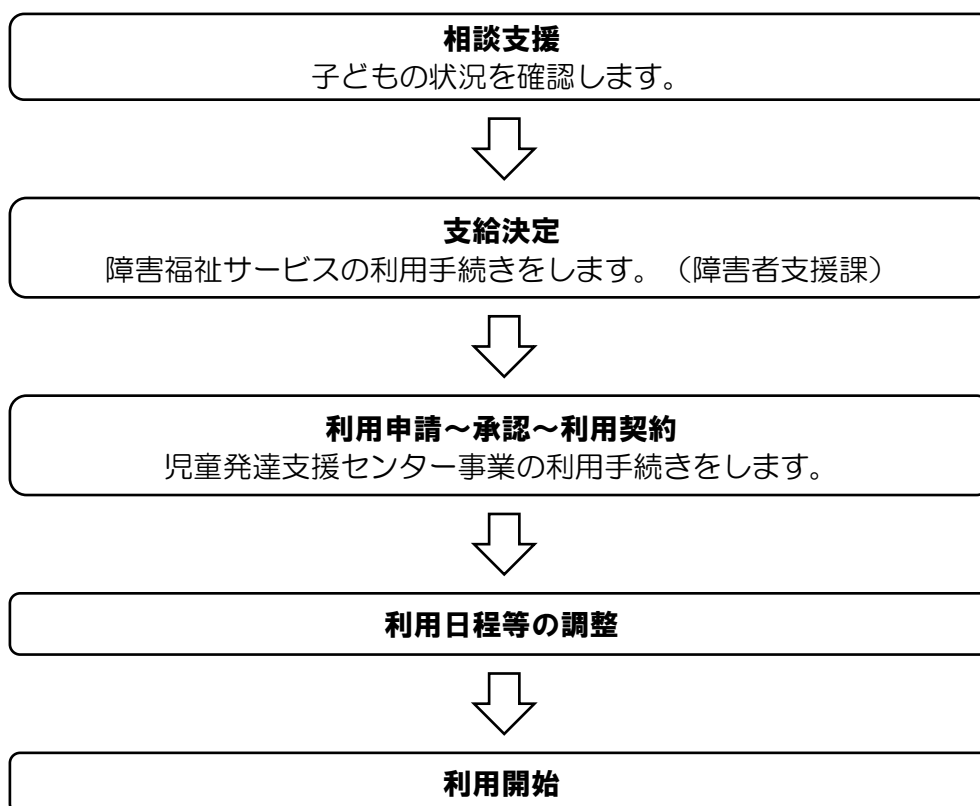 相談支援
子どもの状況を確認します。
支給決定
障害福祉サービスの利用手続きをします。（障害者支援課）
利用申請～承認～利用契約
児童発達支援センター事業の利用手続きをします。
利用日程等の調整
利用開始